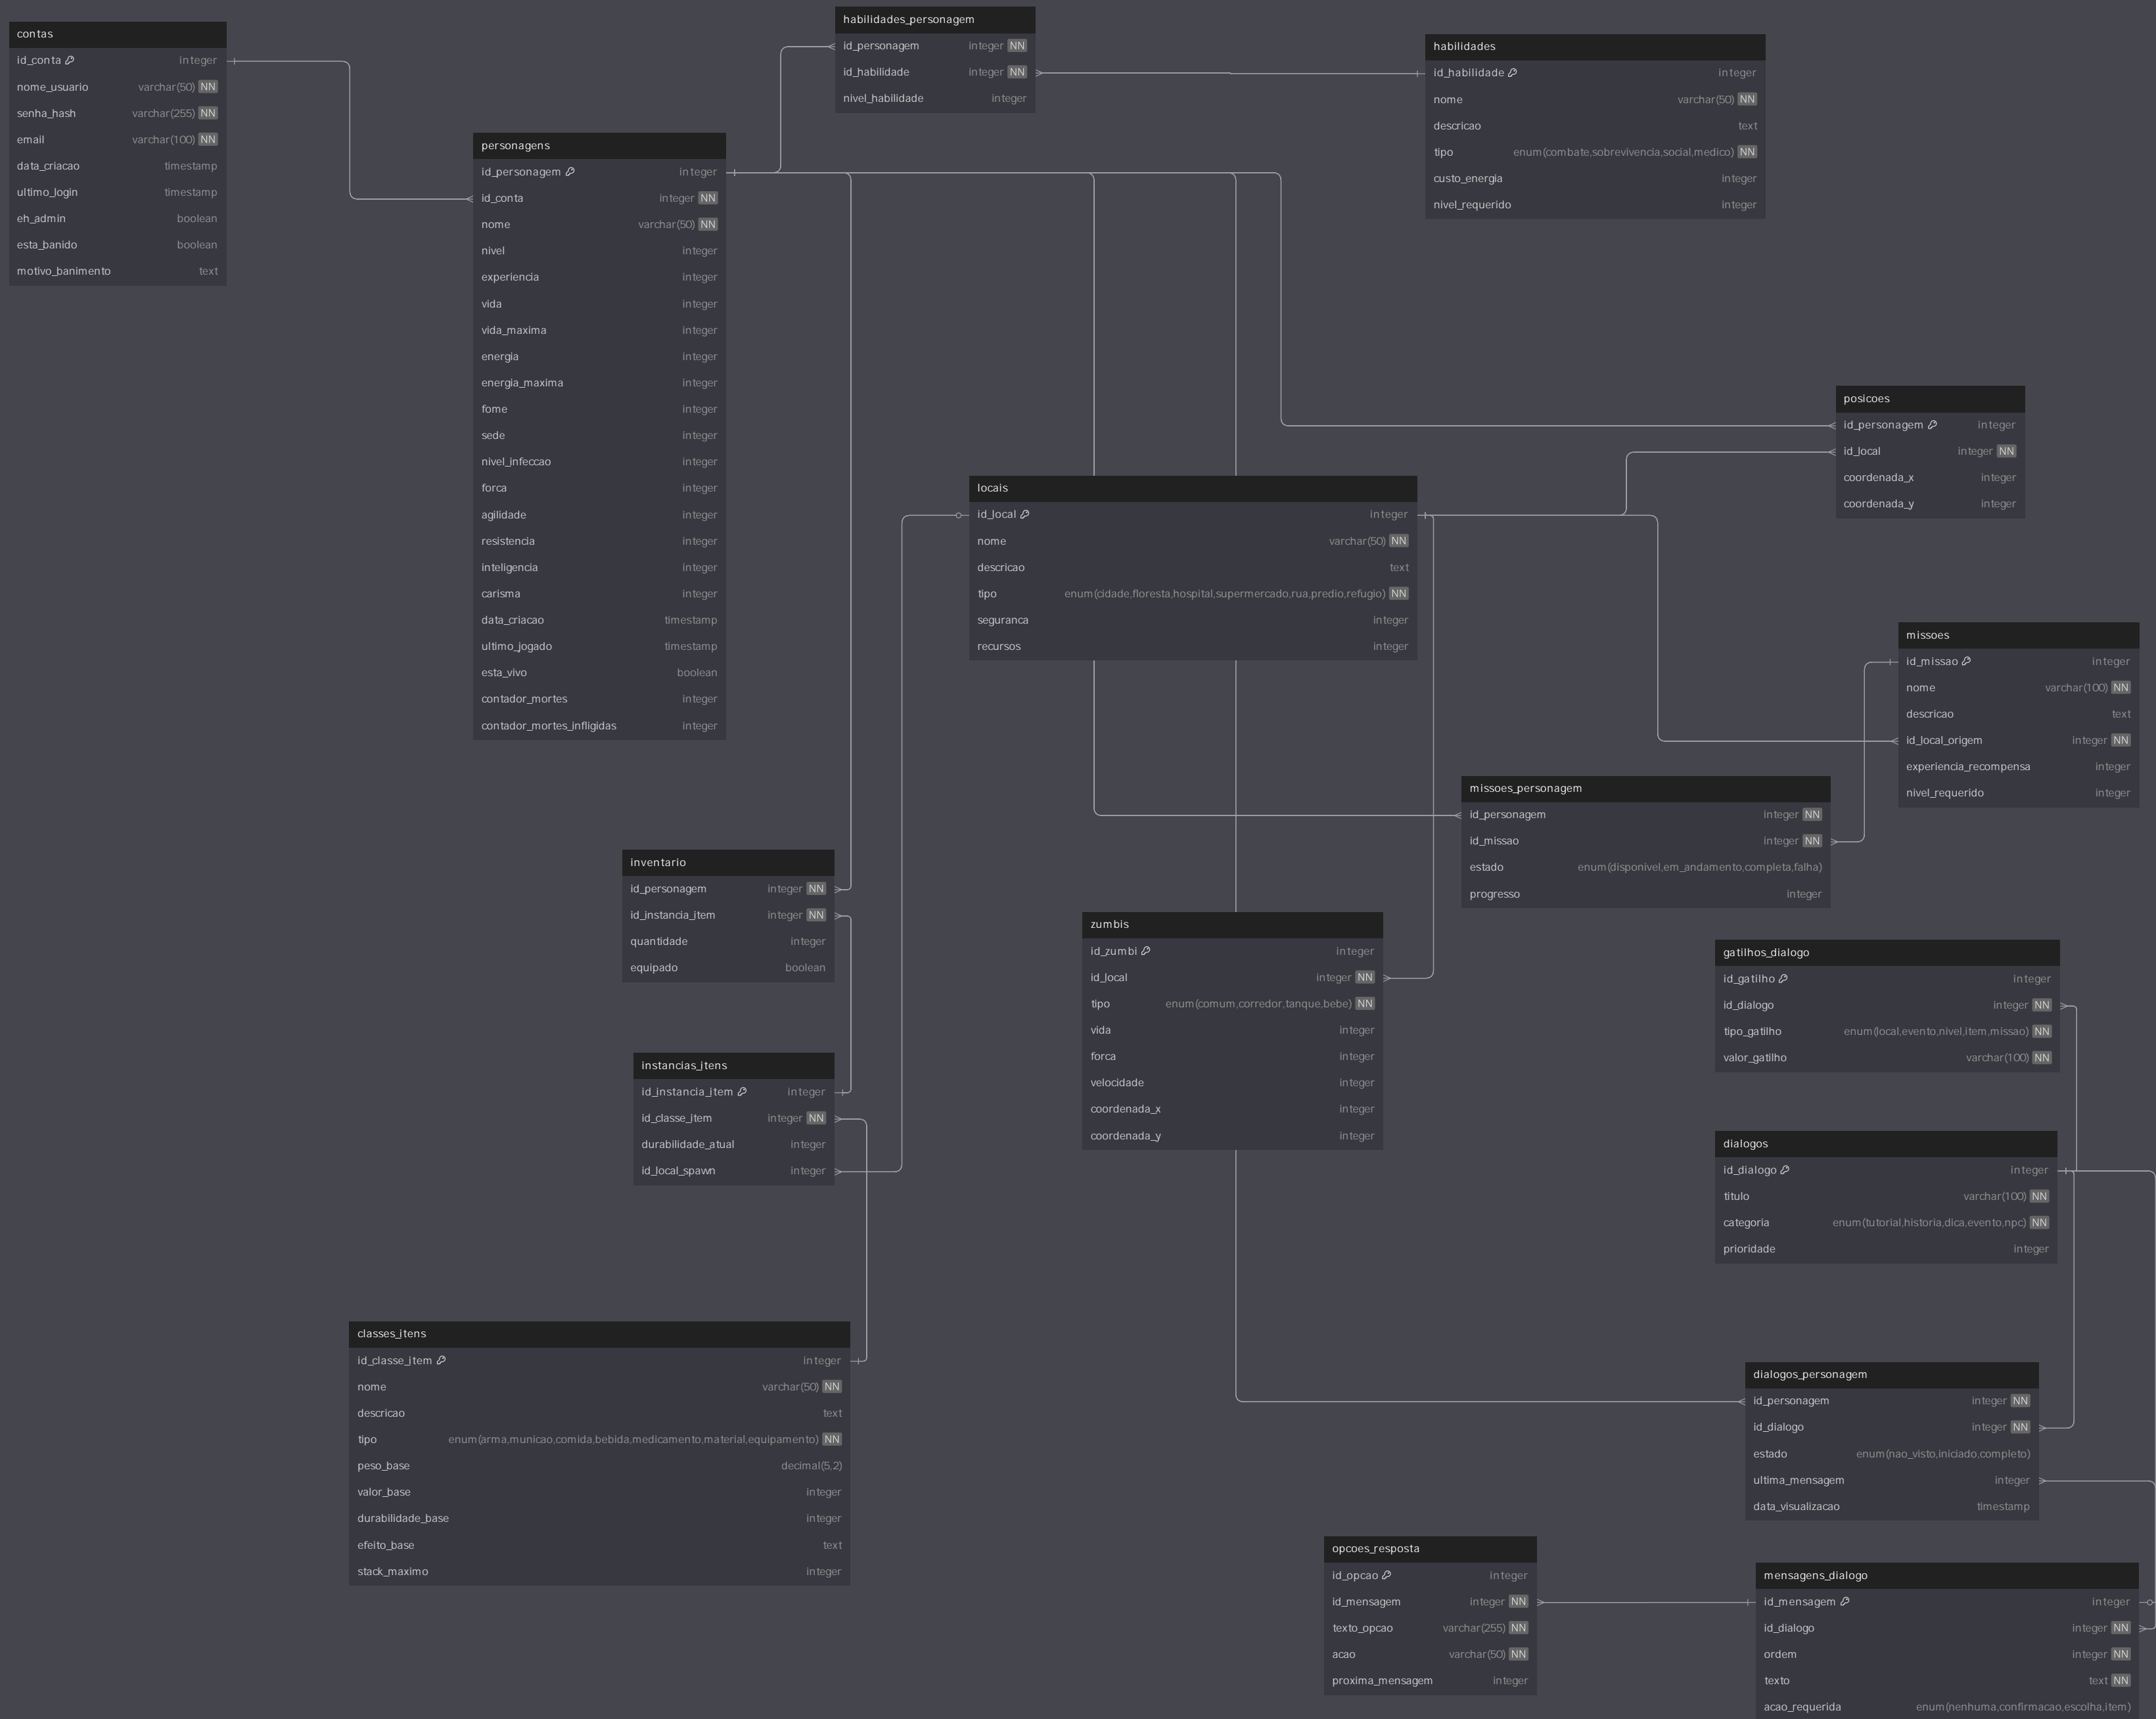 contas
id_conta integer
nome_usuario varchar(50) NN
senha_hash varchar(255) NN
email varchar(100) NN
data_criacao timestamp
ultimo_login timestamp
eh_admin boolean
esta_banido boolean
motivo_banimento text
habilidades_personagem
id_personagem integer NN
id_habilidade integer NN
nivel_habilidade integer
habilidades
id_habilidade integer
nome varchar(50) NN
descricao text
tipo enum(combate,sobrevivencia,social,medico) NN
custo_energia integer
nivel_requerido integer
personagens
id_personagem integer
id_conta integer NN
nome varchar(50) NN
nivel integer
experiencia integer
vida integer
vida_maxima integer
energia integer
energia_maxima integer
fome integer
sede integer
nivel_infeccao integer
forca integer
agilidade integer
resistencia integer
inteligencia integer
carisma integer
data_criacao timestamp
ultimo_jogado timestamp
esta_vivo boolean
contador_mortes integer
contador_mortes_infligidas integer
posicoes
id_personagem integer
id_local integer NN
coordenada_x integer
coordenada_y integer
locais
id_local integer
nome varchar(50) NN
descricao text
tipo enum(cidade,floresta,hospital,supermercado,rua,predio,refugio) NN
seguranca integer
recursos integer
missoes
id_missao integer
nome varchar(100) NN
descricao text
id_local_origem integer NN
experiencia_recompensa integer
nivel_requerido integer
missoes_personagem
id_personagem integer NN
id_missao integer NN
estado enum(disponivel,em_andamento,completa,falha)
progresso integer
inventario
id_personagem integer NN
id_instancia_item integer NN
quantidade integer
equipado boolean
zumbis
id_zumbi integer
id_local integer NN
tipo enum(comum,corredor,tanque,bebe) NN
vida integer
forca integer
velocidade integer
coordenada_x integer
coordenada_y integer
gatilhos_dialogo
id_gatilho integer
id_dialogo integer NN
tipo_gatilho enum(local,evento,nivel,item,missao) NN
valor_gatilho varchar(100) NN
instancias_itens
id_instancia_item integer
id_classe_item integer NN
durabilidade_atual integer
id_local_spawn integer
dialogos
id_dialogo integer
titulo varchar(100) NN
categoria enum(tutorial,historia,dica,evento,npc) NN
prioridade integer
classes_itens
id_classe_item integer
nome varchar(50) NN
descricao text
tipo enum(arma,municao,comida,bebida,medicamento,material,equipamento) NN
peso_base decimal(5,2)
valor_base integer
durabilidade_base integer
efeito_base text
stack_maximo integer
dialogos_personagem
id_personagem integer NN
id_dialogo integer NN
estado enum(nao_visto,iniciado,completo)
ultima_mensagem integer
data_visualizacao timestamp
opcoes_resposta
id_opcao integer
id_mensagem integer NN
texto_opcao varchar(255) NN
acao varchar(50) NN
proxima_mensagem integer
mensagens_dialogo
id_mensagem integer
id_dialogo integer NN
ordem integer NN
texto text NN
acao_requerida enum(nenhuma,confirmacao,escolha,item)